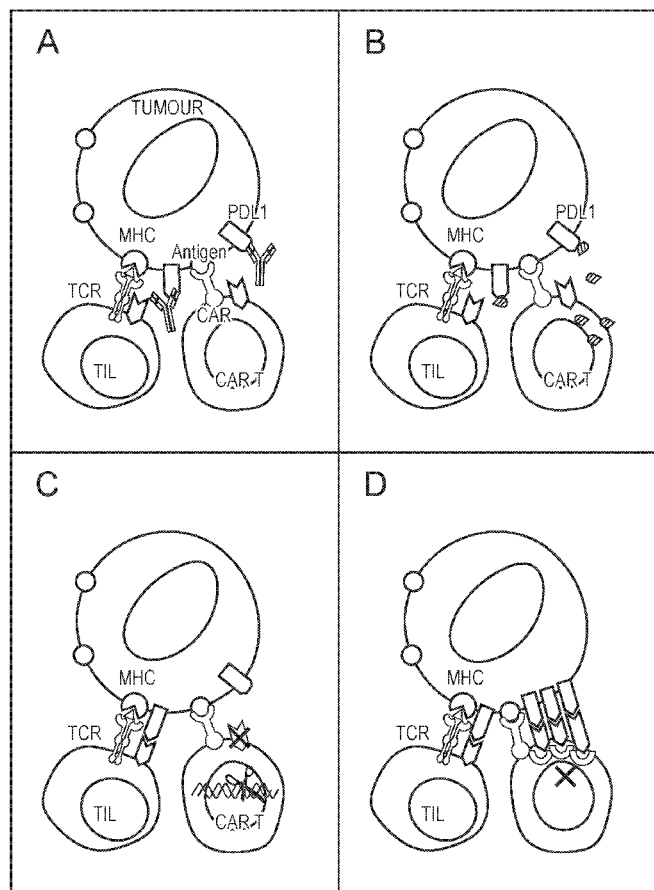 A
TUMOUR
PDL1
MHC
Antigen
TCR
CAR
TIL
CAR-T
B
PDL1
MHC
TCR
TIL
CAR-T
C
MHC
TCR
TIL
CAR-T
D
MHC
TCR
TIL